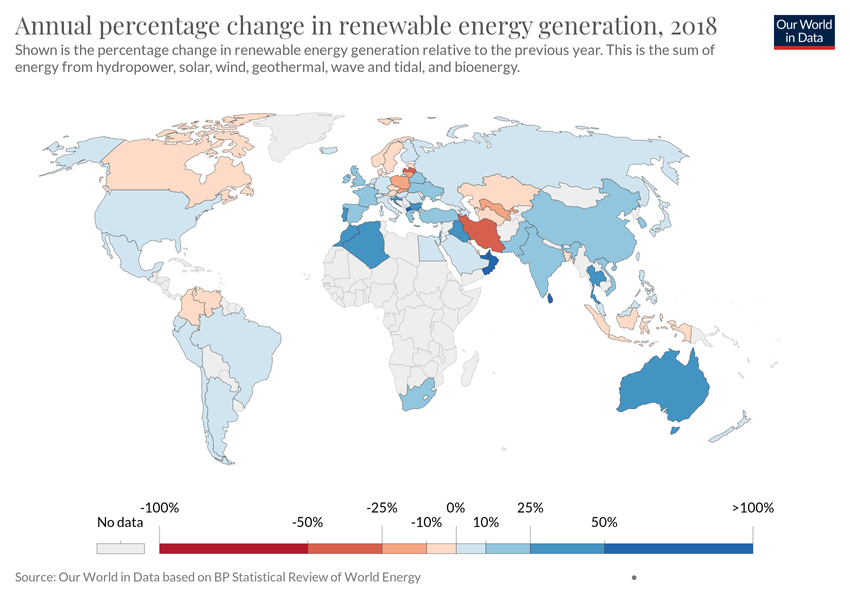 Annual percentage change in renewable energy generation, 2018
Our World
in Data
Shown is the percentage change in renewable energy generation relative to the previous year. This is the sum of
energy from hydropower, solar, wind, geothermal, wave and tidal, and bioenergy.
-100% -25% 0% 25% >100%
No data -50% -10% 10% 50%
Source: Our World in Data based on BP Statistical Review of World Energy